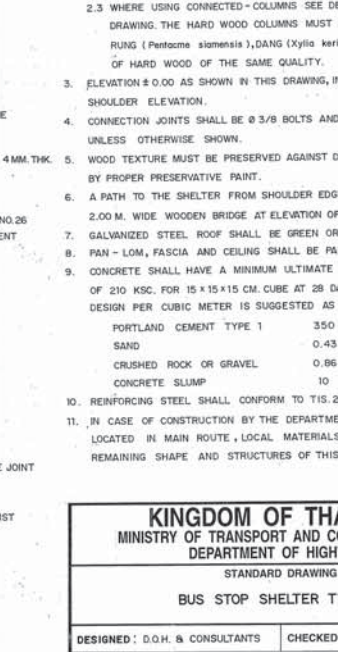 2.3 WHERE USING CONNECTED-COLUMNS SEE
DRAWING. THE HARD WOOD COLUMNS MUST
RUNG (Pentacme siamensis), DANG (Xylia
OF HARD WOOD OF THE SAME QUALITY.
3. ELEVATION ± 0.00 AS SHOWN IN THIS DRAWING,
SHOULDER ELEVATION.
4. CONNECTION JOINTS SHALL BE Ø 3/8 BOLTS AND
UNLESS OTHERWISE SHOWN.
4 MM. THK.
5. WOOD TEXTURE MUST BE PRESERVED AGAINST
BY PROPER PRESERVATIVE PAINT.
6. A PATH TO THE SHELTER FROM SHOULDER
2.00 M. WIDE WOODEN BRIDGE AT ELEVATION OF
NO. 26
7. GALVANIZED STEEL ROOF SHALL BE GREEN OR
8. PAN - LOM, FASCIA AND CEILING SHALL BE
9. CONCRETE SHALL HAVE A MINIMUM ULTIMATE
OF 210 KSC. FOR 15 x 15 x 15 CM. CUBE AT 28
DESIGN PER CUBIC METER IS SUGGESTED AS
PORTLAND CEMENT TYPE 1 350
SAND 0.43
CRUSHED ROCK OR GRAVEL 0.86
CONCRETE SLUMP 10
10. REINFORCING STEEL SHALL CONFORM TO TIS.
11. IN CASE OF CONSTRUCTION BY THE
LOCATED IN MAIN ROUTE, LOCAL MATERIALS
REMAINING SHAPE AND STRUCTURES OF THIS
JOINT
KINGDOM OF
MINISTRY OF TRANSPORT AND
DEPARTMENT OF
STANDARD DRAWING
BUS STOP SHELTER
DESIGNED : D.O.H. & CONSULTANTS
CHECKED